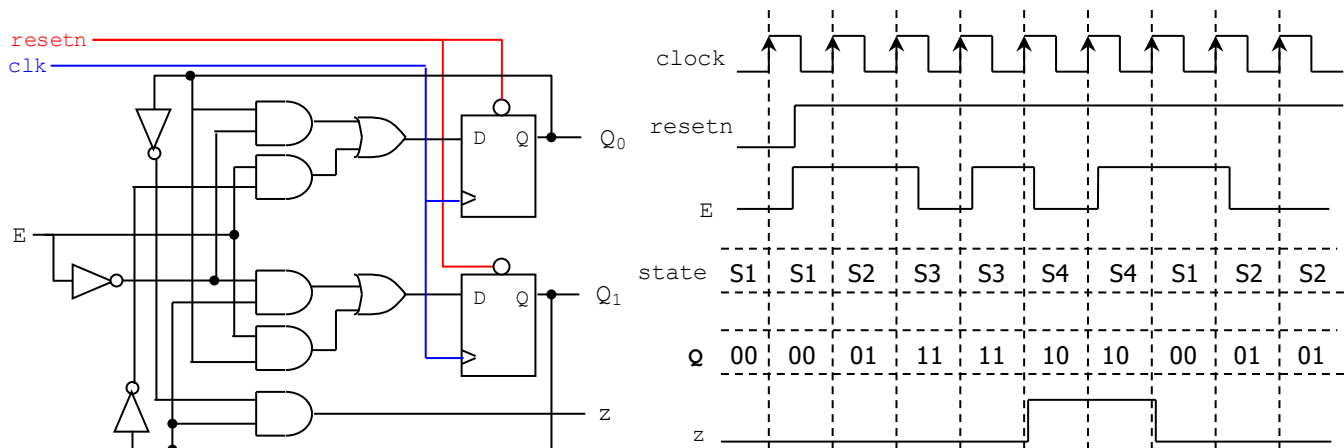 resetn
clk
D Q
Q0
E
D Q
Q1
z
clock
resetn
E
state S1 S1 S2 S3 S3 S4 S4 S1 S2 S2
Q 00 00 01 11 11 10 10 00 01 01
z